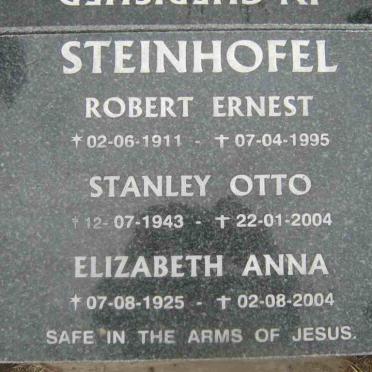 STEINHOFEL
ROBERT ERNEST
* 02-06-1911 - † 07-04-1995
STANLEY OTTO
† 12-07-1943 - † 22-01-2004
ELIZABETH ANNA
* 07-08-1925 - † 02-08-2004
SAFE IN THE ARMS OF JESUS.